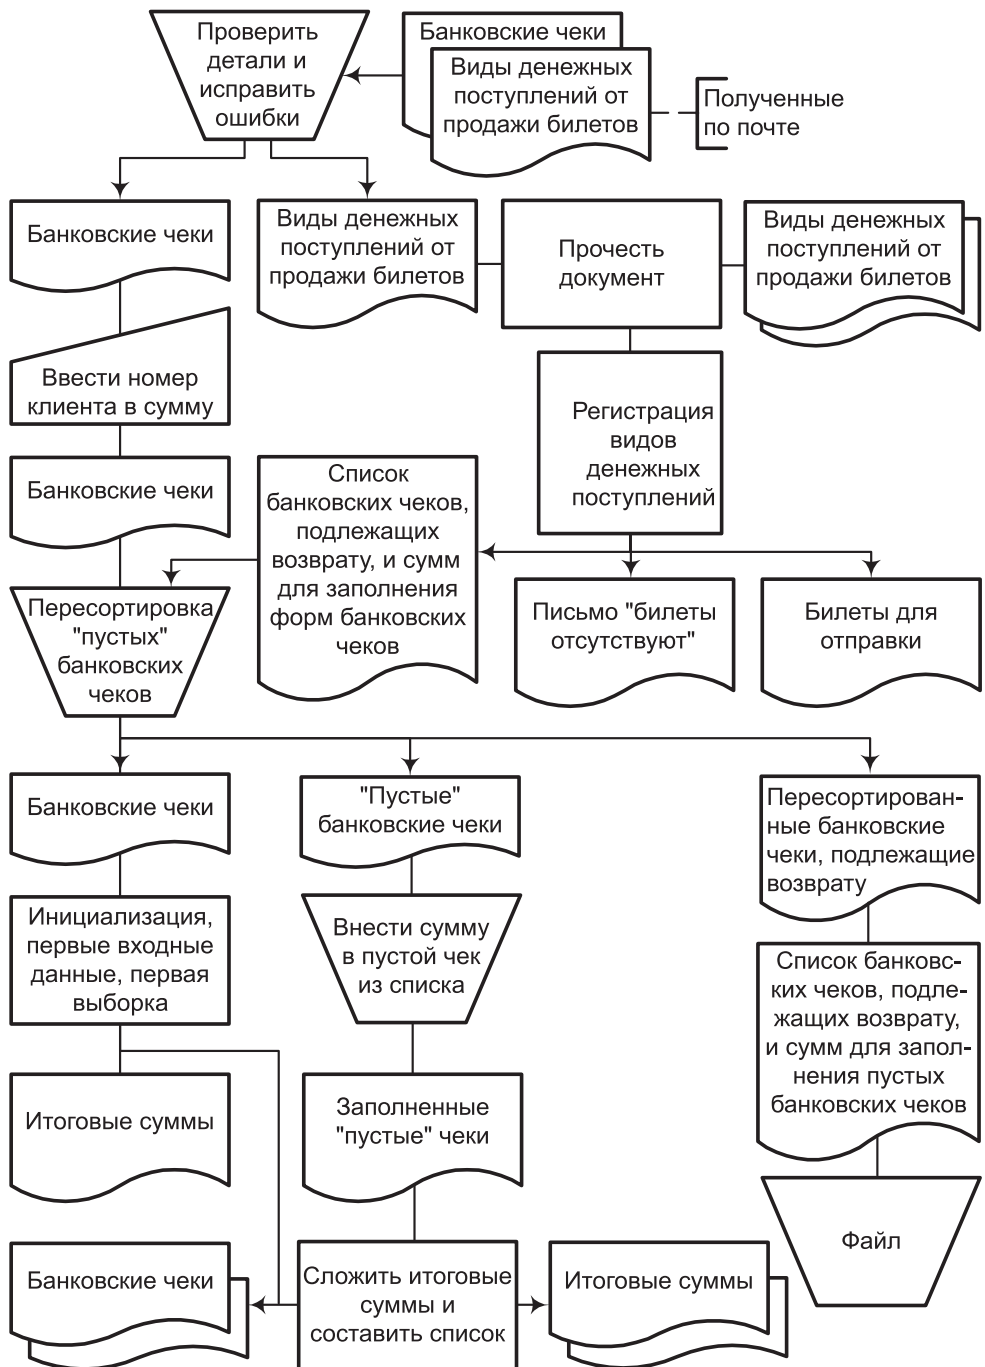 Проверить
детали и
исправить
ошибки
Банковские чеки
Виды денежных
поступлений от
продажи билетов
Полученные
по почте
Банковские чеки
Виды денежных
поступлений от
продажи билетов
Прочесть
документ
Виды денежных
поступлений от
продажи билетов
Ввести номер
клиента в сумму
Регистрация
видов
денежных
поступлений
Банковские чеки
Список
банковских чеков,
подлежащих
возврату, и сумм
для заполнения
форм банковских
чеков
Пересортировка
"пустых"
банковских
чеков
Письмо "билеты
отсутствуют"
Билеты для
отправки
Банковские чеки
"Пустые"
банковские чеки
Пересортирован-
ные банковские
чеки, подлежащие
возврату
Инициализация,
первые входные
данные, первая
выборка
Внести сумму
в пустой чек
из списка
Список банковс-
ких чеков, подле-
жащих возврату,
и сумм для запол-
нения пустых
банковских чеков
Итоговые суммы
Заполненные
"пустые" чеки
Файл
Банковские чеки
Сложить итоговые
суммы и
составить список
Итоговые суммы